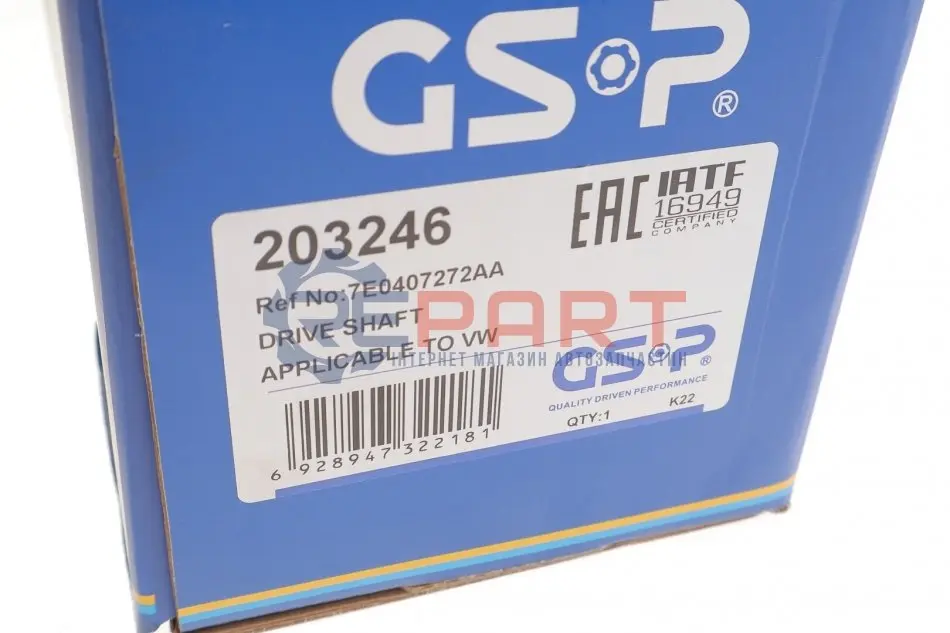 GSP®
203246
EAC
IATF
16949
CERTIFIED
COMPANY
Ref No:7E0407272AA
DRIVE SHAFT
APPLICABLE TO VW
REPART
ІНТЕРНЕТ МАГАЗИН АВТОЗАПЧАСТИН
GSP®
QUALITY DRIVEN PERFORMANCE
QTY:1 K22
6 928947 322181